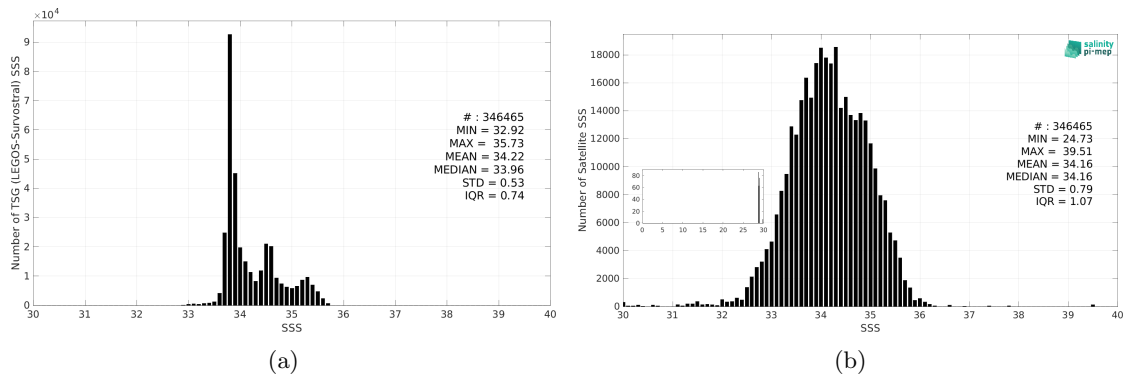 ×10⁴
9
8
7
6
5
4
3
2
1
0
Number of TSG (LEGOS-Survostral) SSS
# : 346465
MIN = 32.92
MAX = 35.73
MEAN = 34.22
MEDIAN = 33.96
STD = 0.53
IQR = 0.74
30 31 32 33 34 35 36 37 38 39 40
SSS
(a)
salinity
pi-mep
18000
16000
14000
12000
10000
8000
6000
4000
2000
0
Number of Satellite SSS
# : 346465
MIN = 24.73
MAX = 39.51
MEAN = 34.16
MEDIAN = 34.16
STD = 0.79
IQR = 1.07
80
60
40
20
0
0 5 10 15 20 25 30
30 31 32 33 34 35 36 37 38 39 40
SSS
(b)